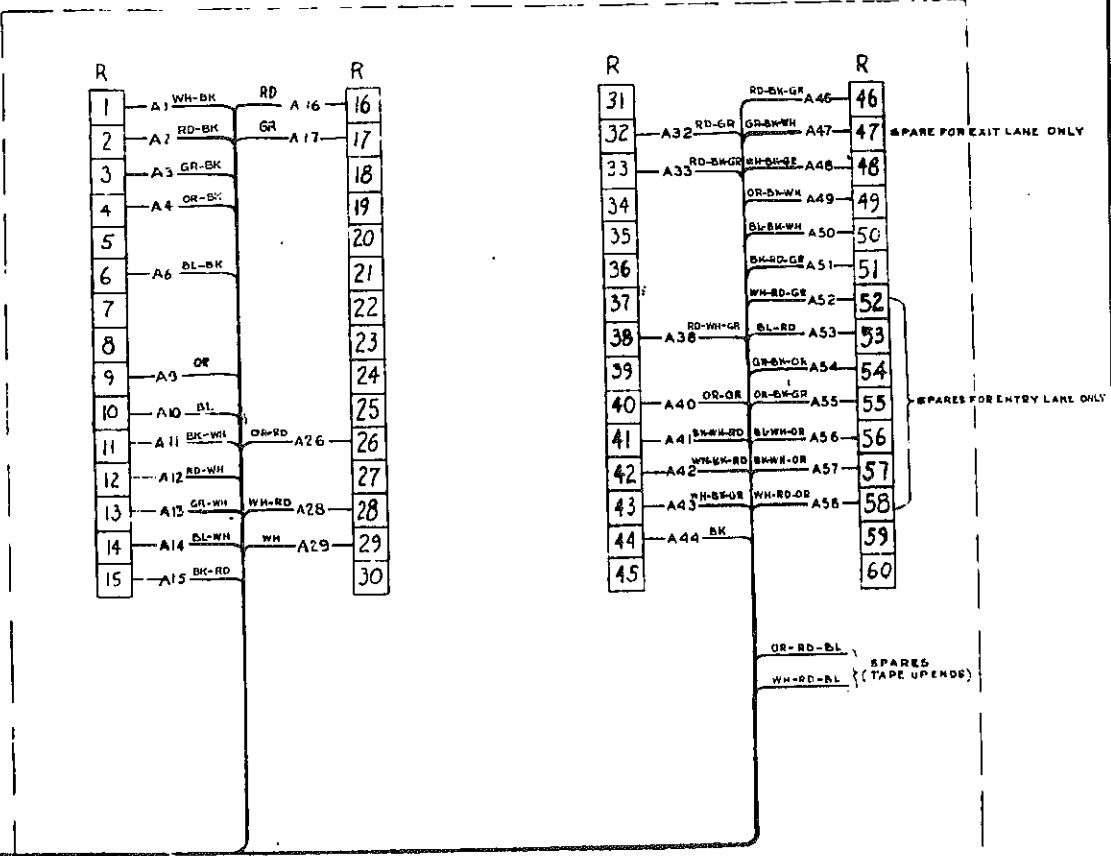 R
1 A1 WH-BK
2 A2 RD-BK
3 A3 GR-BK
4 A4 OR-BK
5
6 A6 BL-BK
7
8
9 A9 OR
10 A10 BL
11 A11 BK-WH
12 A12 RD-WH
13 A13 GR-WH
14 A14 BL-WH
15 A15 BK-RD
R
RD A16 16
GR A17 17
18
19
20
21
22
23
24
25
OR-RD A26 26
27
WH-RD A28 28
WH A29 29
30
R
31
32 A32 RD-GR
33 A33 RD-BK-GR
34
35
36
37
38 A38 RD-WH-GR
39
40 A40 OR-GR
41 A41 BK-WH-RD
42 A42 WH-BK-RD
43 A43 WH-BK-OR
44 A44 BK
45
R
RD-BK-GR A46 46
GR-BK-WH A47 47 SPARE FOR EXIT LANE ONLY
WH-BK-GR A48 48
OR-BK-WH A49 49
BL-BK-WH A50 50
BK-RD-GR A51 51
WH-RD-GR A52 52
BL-RD A53 53
GR-BK-OR A54 54
OR-BK-GR A55 55
SPARES FOR ENTRY LANE ONLY
BL-WH-OR A56 56
BK-WH-OR A57 57
WH-RD-OR A58 58
59
60
OR-RD-BL
WH-RD-BL
SPARES
(TAPE UP ENDS)